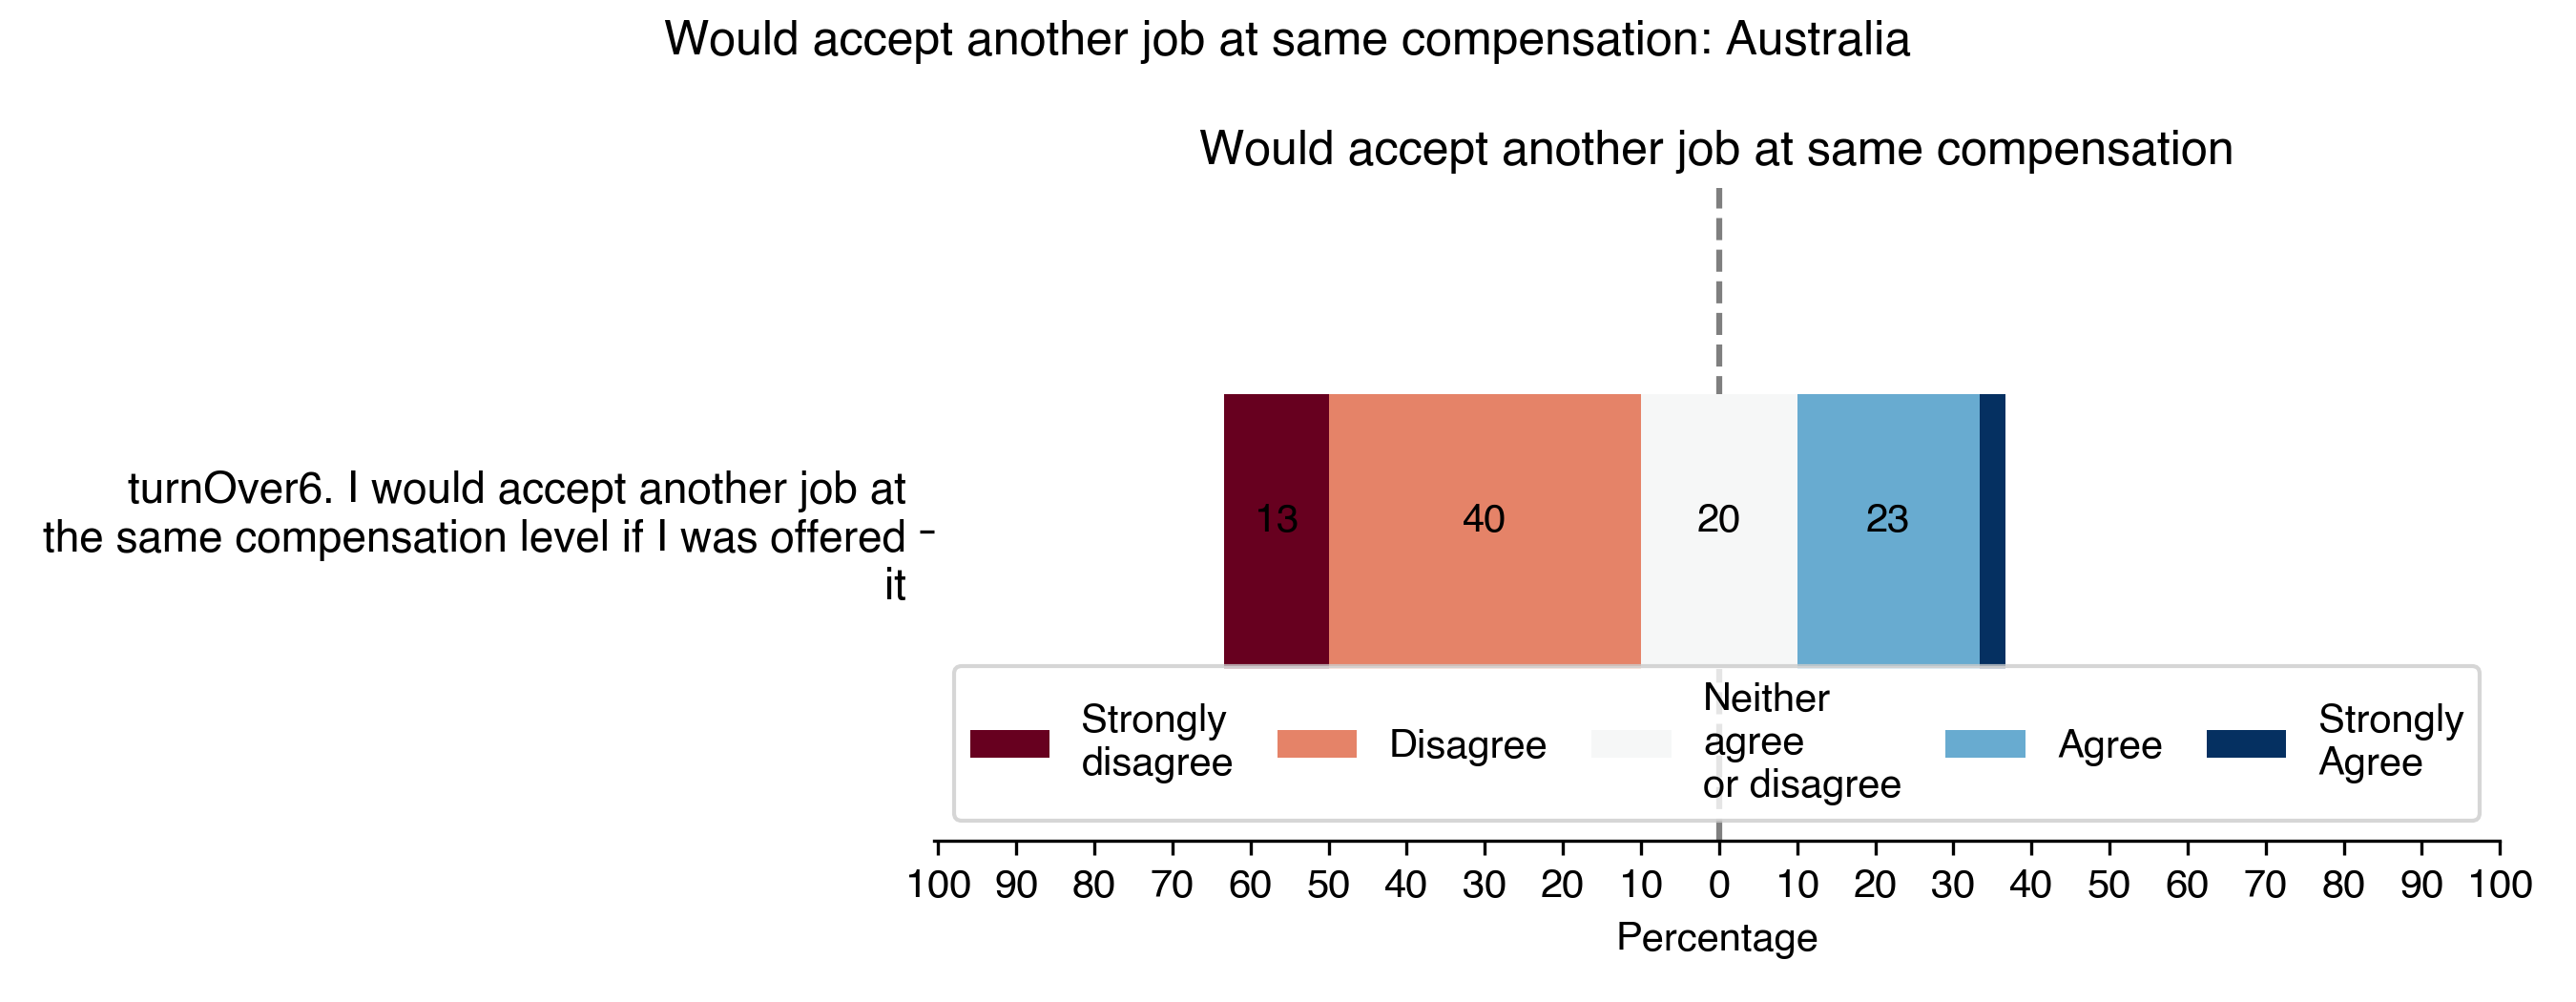 Would accept another job at same compensation: Australia
Would accept another job at same compensation
turnOver6. I would accept another job at
the same compensation level if I was offered
it
13 40 20 23
Strongly
disagree
Disagree
Neither
agree
or disagree
Agree
Strongly
Agree
100 90 80 70 60 50 40 30 20 10 0 10 20 30 40 50 60 70 80 90 100
Percentage